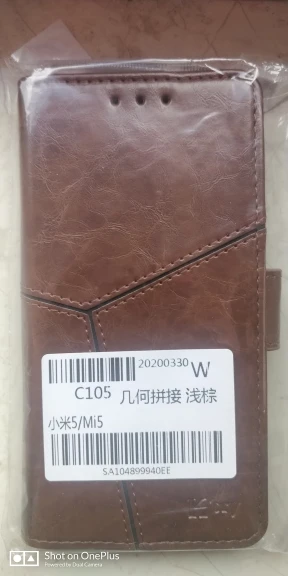 20200330 W
C105 几何拼接 浅棕
小米5/Mi5
SA104899940EE
Shot on OnePlus
Powered by Dual Camera